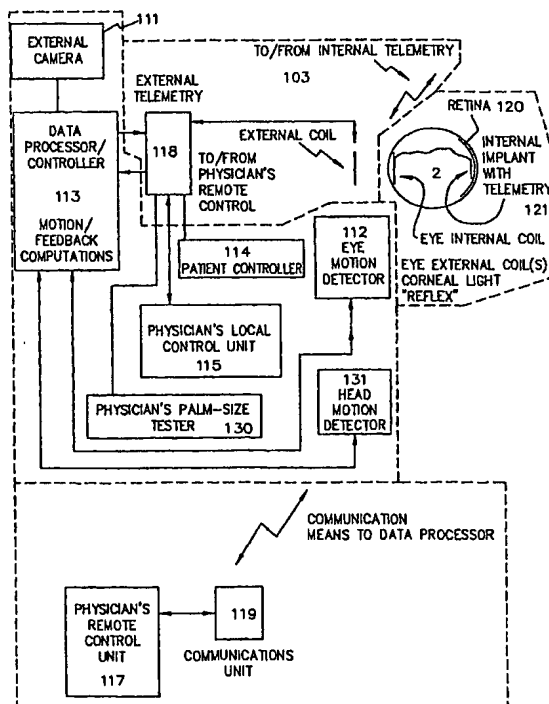 111
EXTERNAL
CAMERA
TO/FROM INTERNAL TELEMETRY
103
EXTERNAL
TELEMETRY
118
EXTERNAL COIL
TO/FROM
PHYSICIAN'S
REMOTE
CONTROL
DATA
PROCESSOR/
CONTROLLER
113
MOTION/
FEEDBACK
COMPUTATIONS
RETINA 120
INTERNAL
IMPLANT
WITH
TELEMETRY
121
2
EYE INTERNAL COIL
EYE EXTERNAL COIL(S)
CORNEAL LIGHT
"REFLEX"
114
PATIENT CONTROLLER
112
EYE
MOTION
DETECTOR
PHYSICIAN'S LOCAL
CONTROL UNIT
115
PHYSICIAN'S PALM-SIZE
TESTER 130
131
HEAD
MOTION
DETECTOR
COMMUNICATION
MEANS TO DATA PROCESSOR
PHYSICIAN'S
REMOTE
CONTROL
UNIT
117
119
COMMUNICATIONS
UNIT